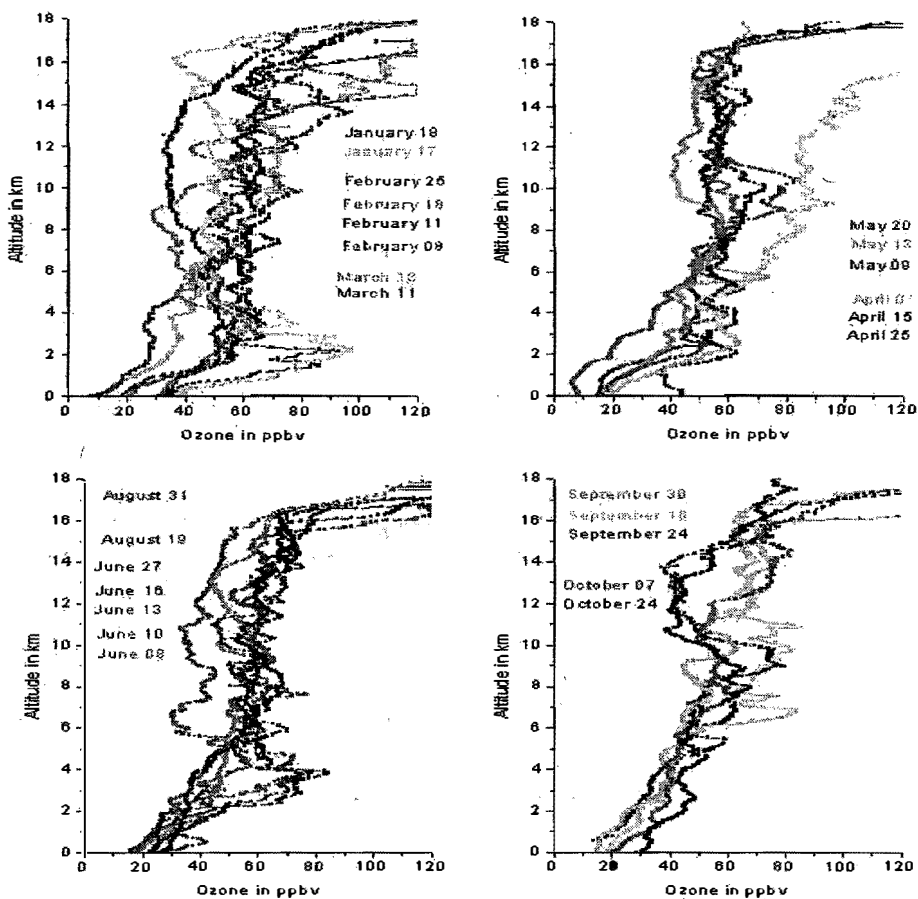 18
16
14
12
10
8
6
4
2
0
Altitude in km
January 18
January 17
February 25
February 18
February 11
February 09
March 18
March 11
0 20 40 60 80 100 120
Ozone in ppbv
18
16
14
12
10
8
6
4
2
0
Altitude in km
May 20
May 13
May 09
April
April 15
April 25
0 20 40 60 80 100 120
Ozone in ppbv
18
16
14
12
10
8
6
4
2
0
Altitude in km
August 31
August 19
June 27
June 16
June 13
June 10
June 08
0 20 40 60 80 100 120
Ozone in ppbv
18
16
14
12
10
8
6
4
2
0
Altitude in km
September 30
September 18
September 24
October 07
October 24
0 20 40 60 80 100 120
Ozone in ppbv